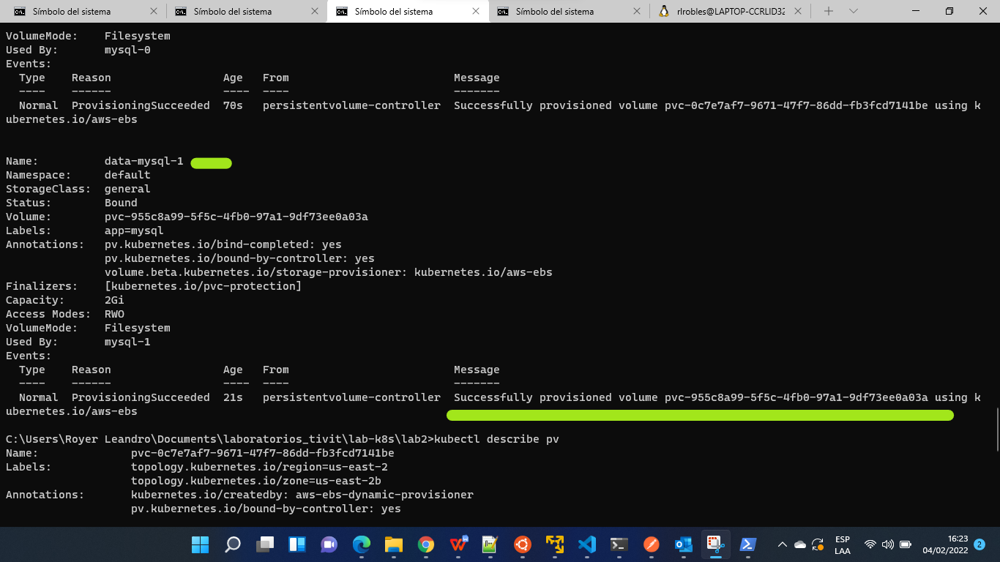 Símbolo del sistema
Símbolo del sistema
Símbolo del sistema
Símbolo del sistema
rlrobles@LAPTOP-CCRLID32
VolumeMode:    Filesystem
Used By:       mysql-0
Events:
  Type    Reason                 Age   From                         Message
  ----    ------                 ----  ----                         -------
  Normal  ProvisioningSucceeded  70s   persistentvolume-controller  Successfully provisioned volume pvc-0c7e7af7-9671-47f7-86dd-fb3fcd7141be using k
ubernetes.io/aws-ebs
Name:          data-mysql-1
Namespace:     default
StorageClass:  general
Status:        Bound
Volume:        pvc-955c8a99-5f5c-4fb0-97a1-9df73ee0a03a
Labels:        app=mysql
Annotations:   pv.kubernetes.io/bind-completed: yes
               pv.kubernetes.io/bound-by-controller: yes
               volume.beta.kubernetes.io/storage-provisioner: kubernetes.io/aws-ebs
Finalizers:    [kubernetes.io/pvc-protection]
Capacity:      2Gi
Access Modes:  RWO
VolumeMode:    Filesystem
Used By:       mysql-1
Events:
  Type    Reason                 Age   From                         Message
  ----    ------                 ----  ----                         -------
  Normal  ProvisioningSucceeded  21s   persistentvolume-controller  Successfully provisioned volume pvc-955c8a99-5f5c-4fb0-97a1-9df73ee0a03a using k
ubernetes.io/aws-ebs
C:\Users\Royer Leandro\Documents\laboratorios_tivit\lab-k8s\lab2>kubectl describe pv
Name:              pvc-0c7e7af7-9671-47f7-86dd-fb3fcd7141be
Labels:            topology.kubernetes.io/region=us-east-2
                   topology.kubernetes.io/zone=us-east-2b
Annotations:       kubernetes.io/createdby: aws-ebs-dynamic-provisioner
                   pv.kubernetes.io/bound-by-controller: yes
ESP
LAA
16:23
04/02/2022
2